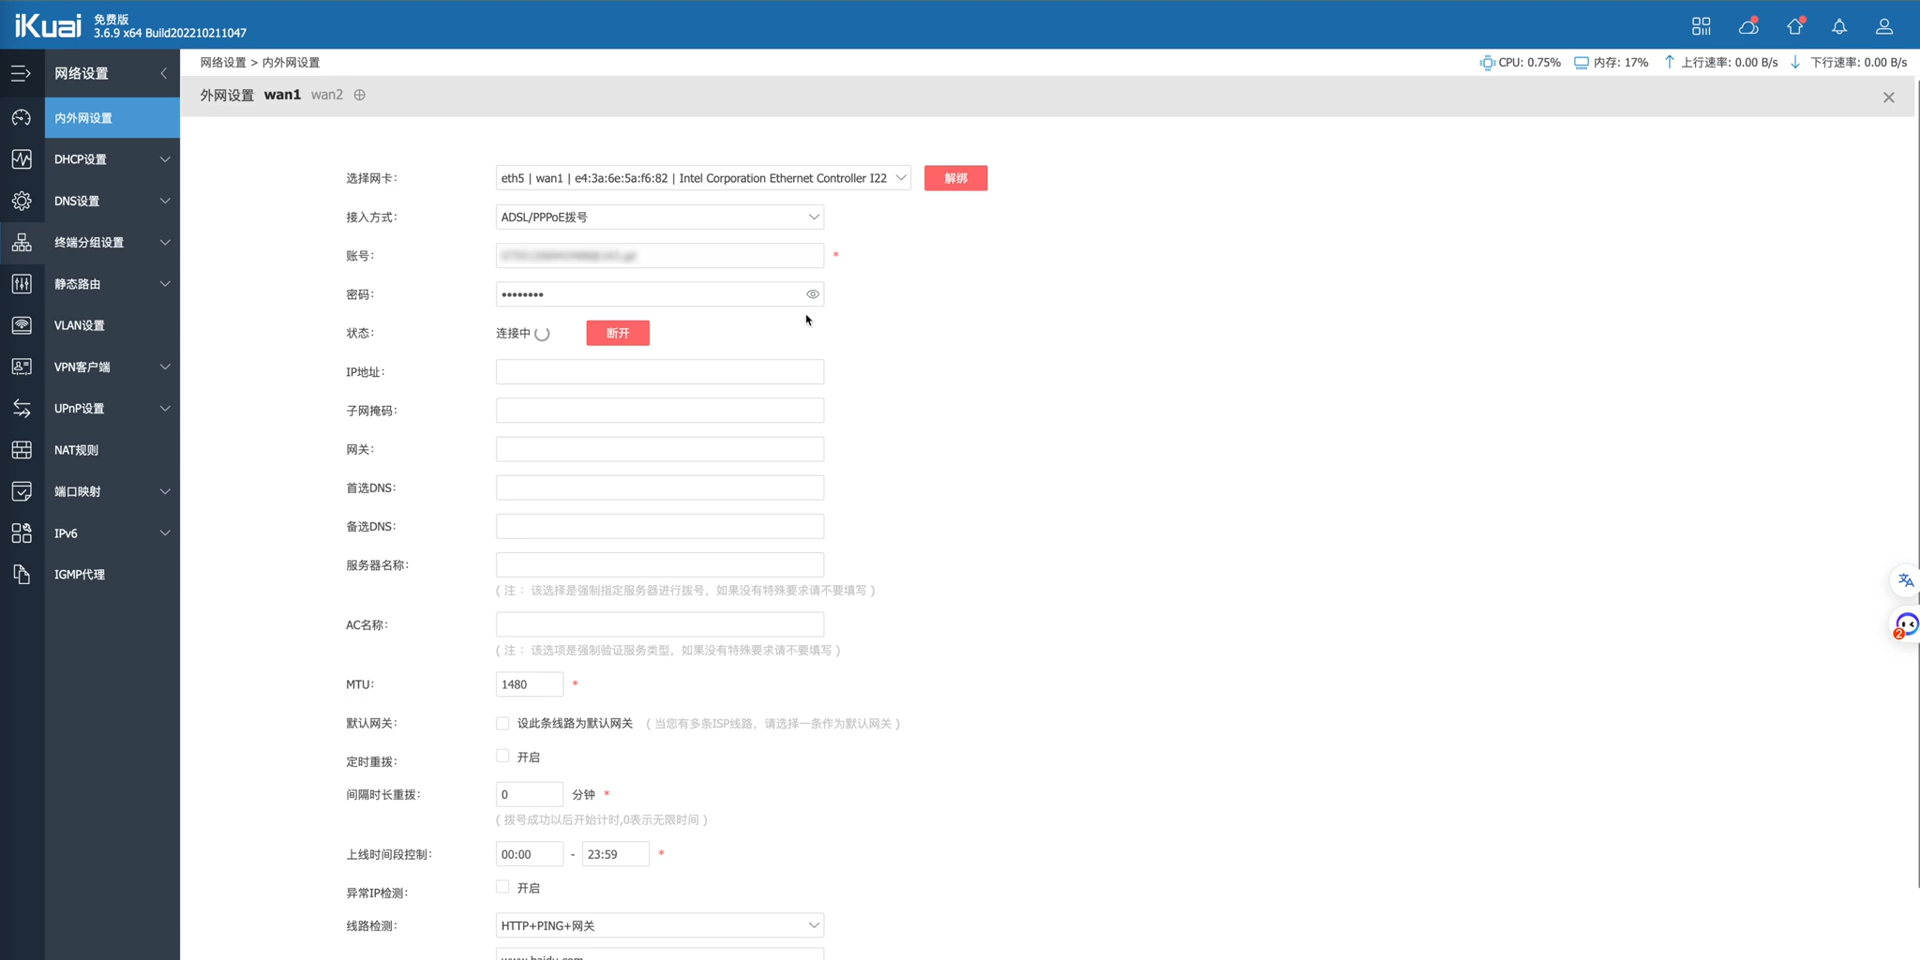 iKuai 免费版
3.6.9 x64 Build202210211047
网络设置
网络设置 > 内外网设置
CPU: 0.75% 内存: 17% 上行速率: 0.00 B/s 下行速率: 0.00 B/s
外网设置 wan1 wan2
内外网设置
DHCP设置
DNS设置
终端分组设置
静态路由
VLAN设置
VPN客户端
UPnP设置
NAT规则
端口映射
IPv6
IGMP代理
选择网卡: eth5 | wan1 | e4:3a:6e:5a:f6:82 | Intel Corporation Ethernet Controller I22 解绑
接入方式: ADSL/PPPoE拨号
账号: *
密码: ••••••••
状态: 连接中 断开
IP地址:
子网掩码:
网关:
首选DNS:
备选DNS:
服务器名称:
( 注： 该选择是强制指定服务器进行拨号，如果没有特殊要求请不要填写 )
AC名称:
( 注： 该选项是强制验证服务类型，如果没有特殊要求请不要填写 )
MTU: 1480 *
默认网关: 设此条线路为默认网关 ( 当您有多条ISP线路，请选择一条作为默认网关 )
定时重拨: 开启
间隔时长重拨: 0 分钟 *
( 拨号成功以后开始计时,0表示无限时间 )
上线时间段控制: 00:00 - 23:59 *
异常IP检测: 开启
线路检测: HTTP+PING+网关
www.baidu.com
2